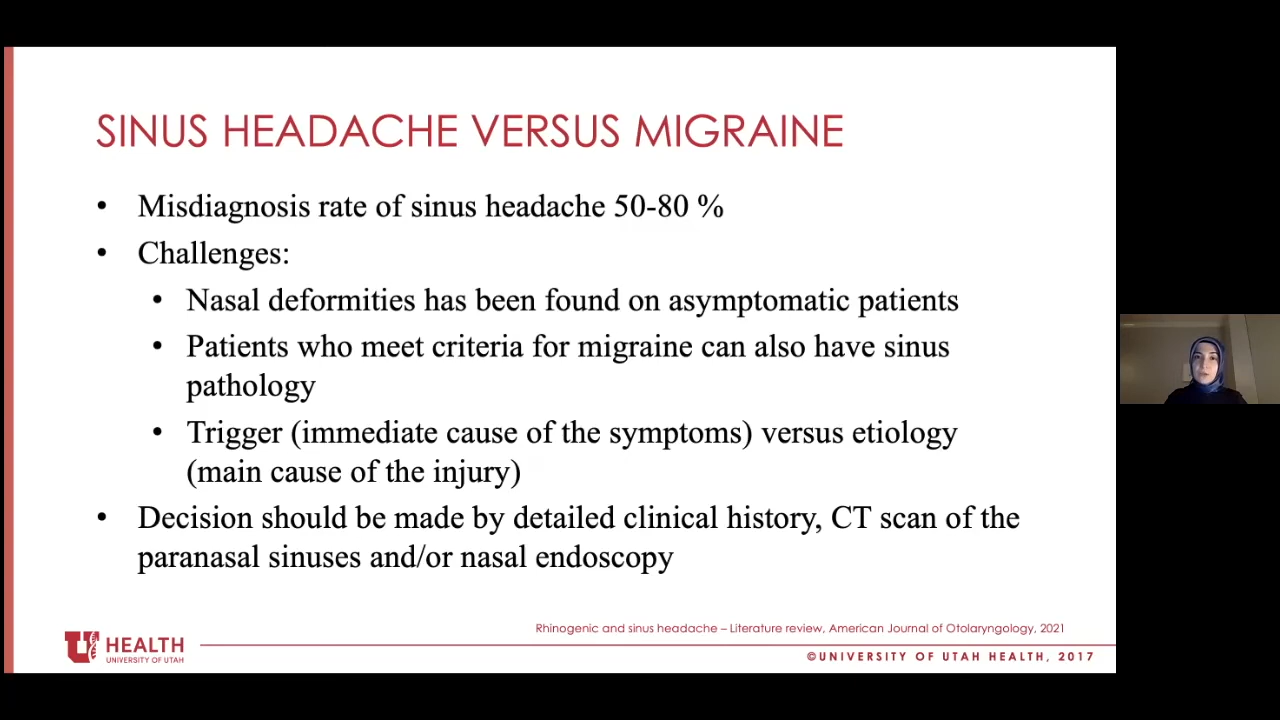 SINUS HEADACHE VERSUS MIGRAINE
• Misdiagnosis rate of sinus headache 50-80 %
• Challenges:
• Nasal deformities has been found on asymptomatic patients
• Patients who meet criteria for migraine can also have sinus
pathology
• Trigger (immediate cause of the symptoms) versus etiology
(main cause of the injury)
• Decision should be made by detailed clinical history, CT scan of the
paranasal sinuses and/or nasal endoscopy
Rhinogenic and sinus headache – Literature review, American Journal of Otolaryngology, 2021
U HEALTH
UNIVERSITY OF UTAH
©UNIVERSITY OF UTAH HEALTH, 2017